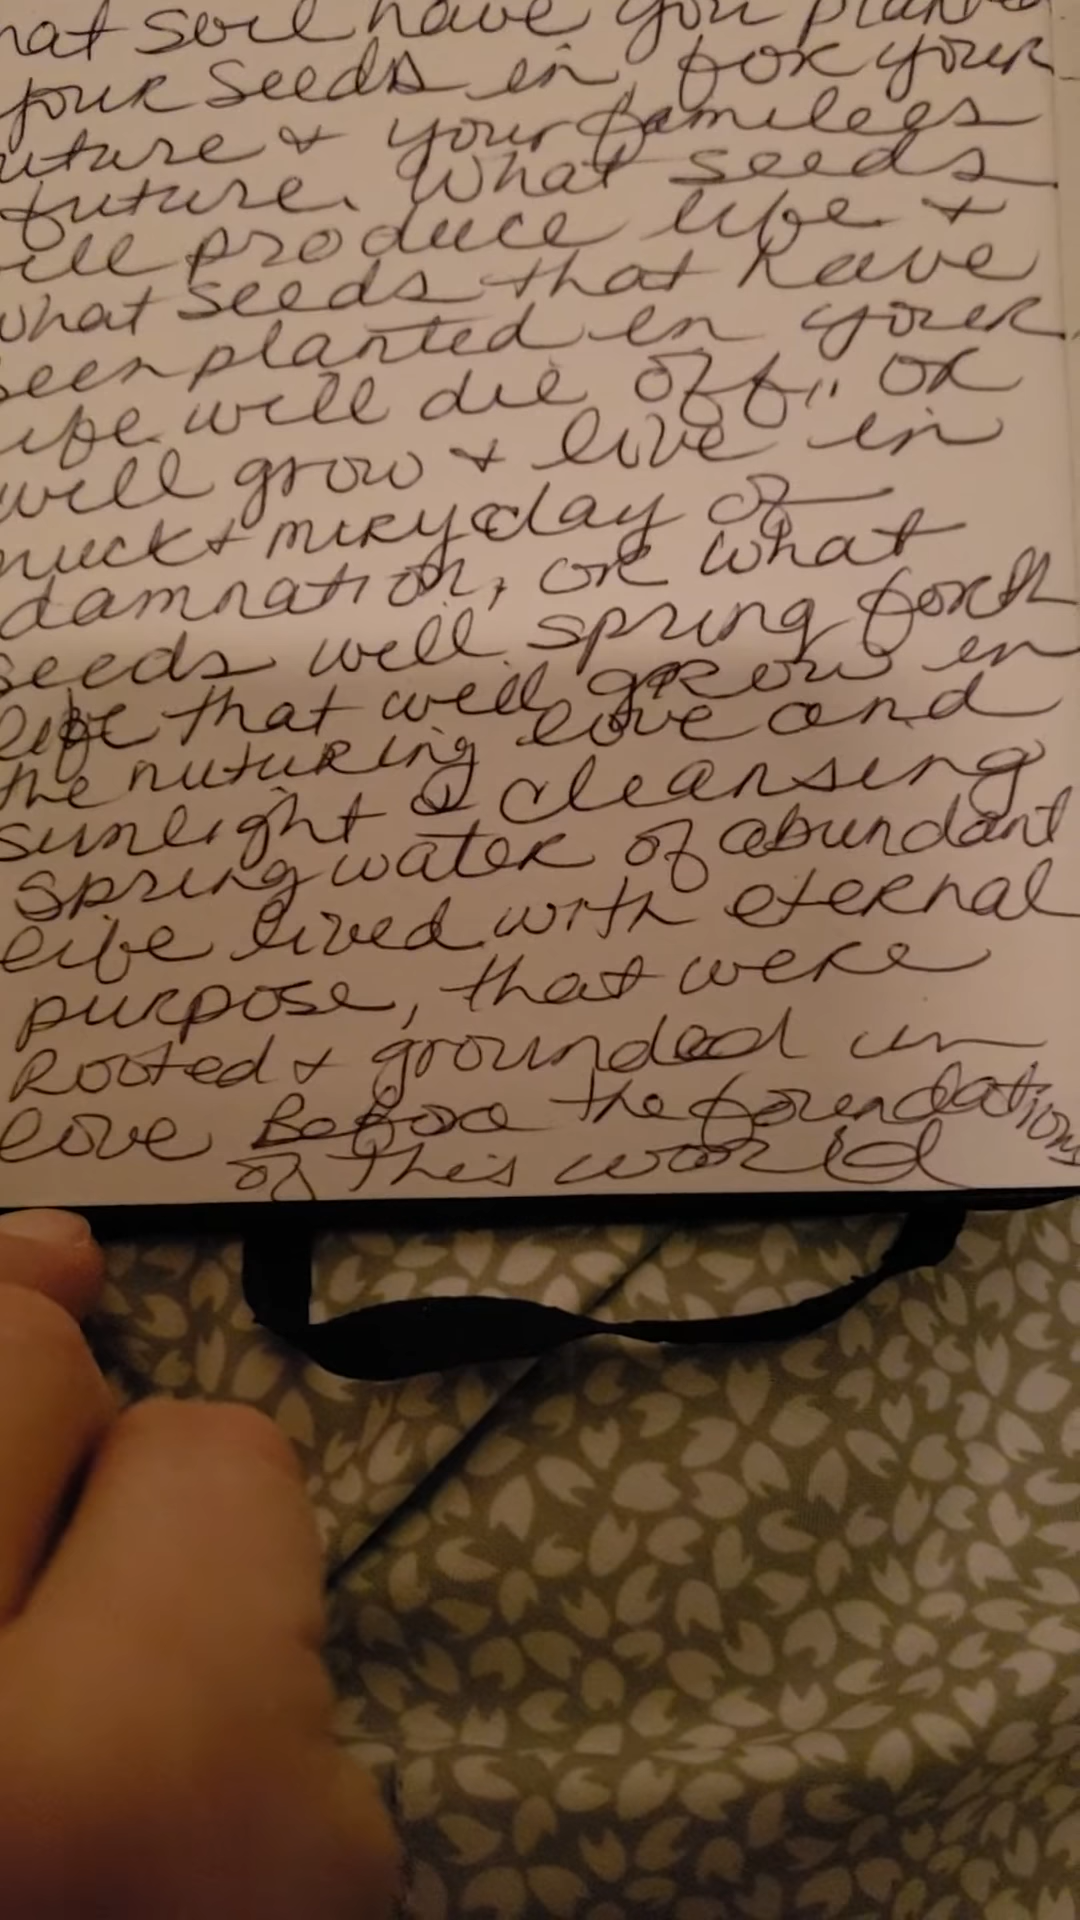 hat soil have you planted
your seeds in, for your
uture & your familees
future. What seeds
ill produce life &
what seeds that have
been planted in your
life will die off,, or
will grow & live in
muck + miry clay of
damnation, or what
seeds will spring forth
life that will grow in
the nuturing love and
sunlight & cleansing
spring water of abundant
life lived with eternal
purpose, that were
Rooted & grounded in
love Before the foundations
of this world